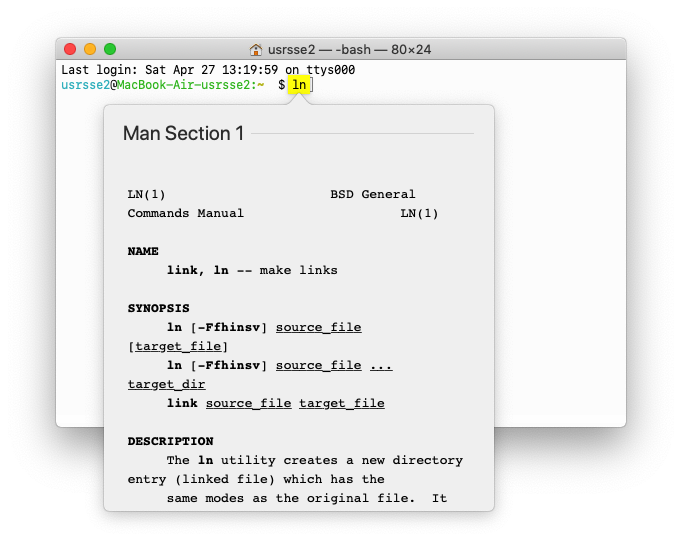 usrsse2 — -bash — 80×24
Last login: Sat Apr 27 13:19:59 on ttys000
usrsse2@MacBook-Air-usrsse2:~  $ ln
Man Section 1
LN(1)                     BSD General
Commands Manual                    LN(1)
NAME
     link, ln -- make links
SYNOPSIS
     ln [-Ffhinsv] source_file
[target_file]
     ln [-Ffhinsv] source_file ...
target_dir
     link source_file target_file
DESCRIPTION
     The ln utility creates a new directory
entry (linked file) which has the
     same modes as the original file.  It